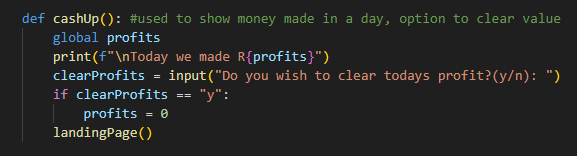 def cashUp(): #used to show money made in a day, option to clear value
    global profits
    print(f"\nToday we made R{profits}")
    clearProfits = input("Do you wish to clear todays profit?(y/n): ")
    if clearProfits == "y":
        profits = 0
    landingPage()